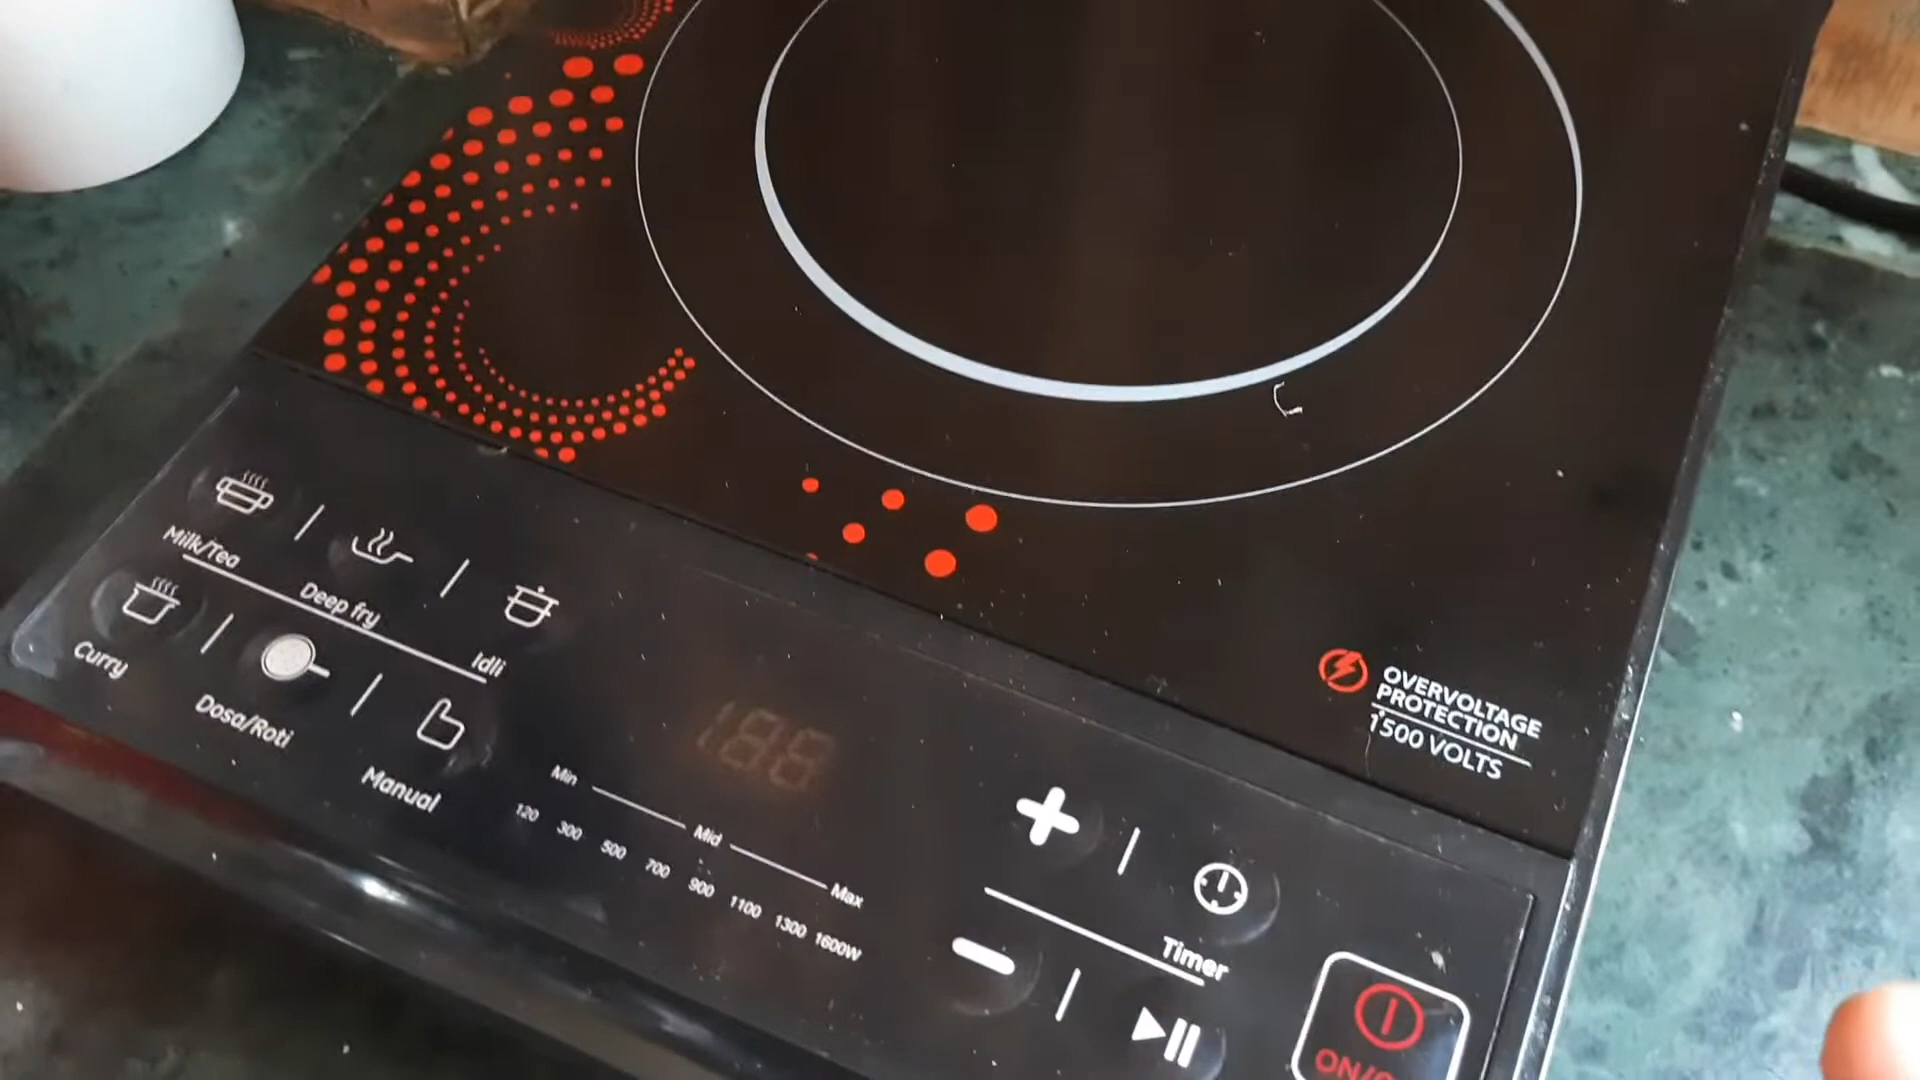 OVERVOLTAGE
PROTECTION
1500 VOLTS
Milk/Tea
Deep fry
Idli
Curry
Dosa/Roti
Manual
188
Min
Mid
Max
120 300 500 700 900 1100 1300 1600W
Timer